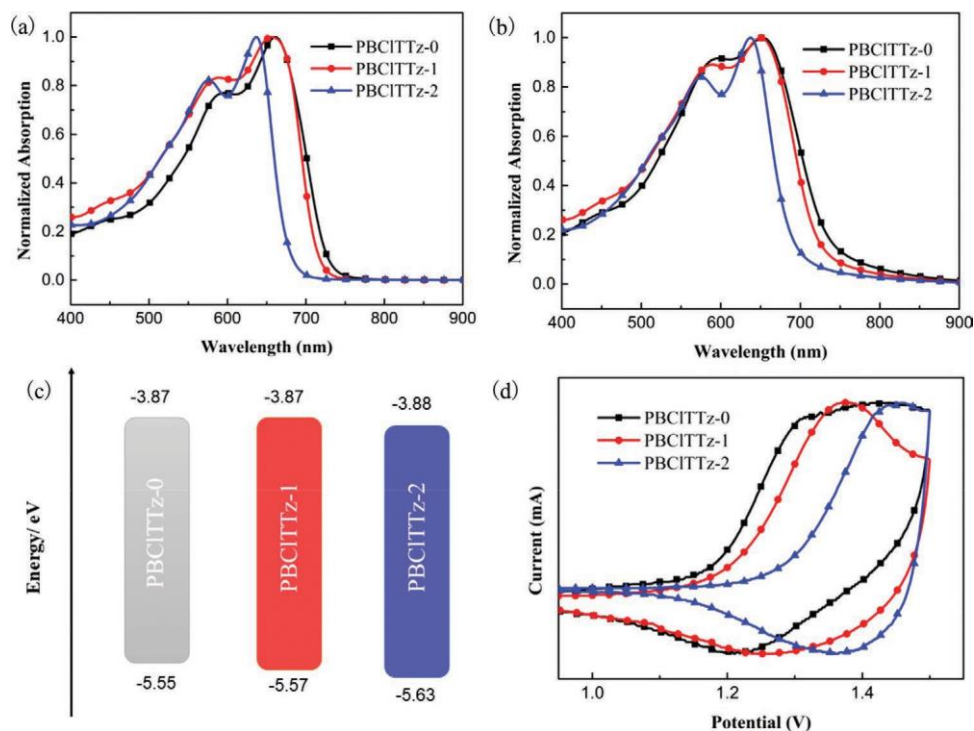 (a)
PBClTTz-0
PBClTTz-1
PBClTTz-2
Normalized Absorption
1.0
0.8
0.6
0.4
0.2
0.0
400 500 600 700 800 900
Wavelength (nm)
(b)
PBClTTz-0
PBClTTz-1
PBClTTz-2
Normalized Absorption
1.0
0.8
0.6
0.4
0.2
0.0
400 500 600 700 800 900
Wavelength (nm)
(c)
Energy/ eV
-3.87 -3.87 -3.88
PBClTTz-0
PBClTTz-1
PBClTTz-2
-5.55 -5.57 -5.63
(d)
PBClTTz-0
PBClTTz-1
PBClTTz-2
Current (mA)
1.0 1.2 1.4
Potential (V)